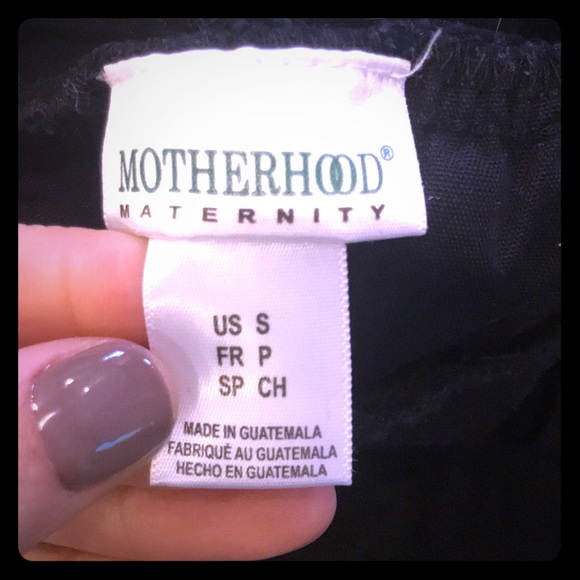 MOTHERHOOD®
MATERNITY
US S
FR P
SP CH
MADE IN GUATEMALA
FABRIQUÉ AU GUATEMALA
HECHO EN GUATEMALA